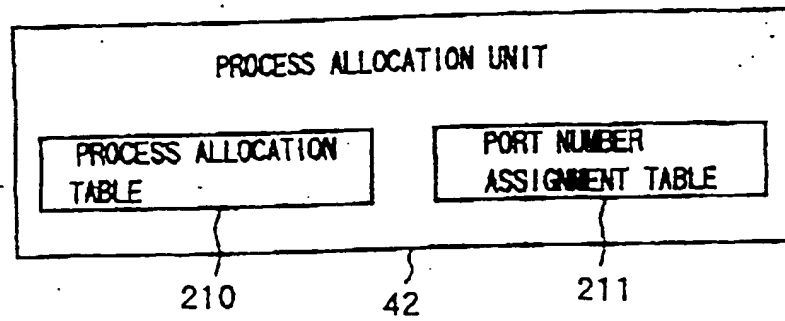 PROCESS ALLOCATION UNIT
PROCESS ALLOCATION
TABLE
PORT NUMBER
ASSIGNMENT TABLE
210
42
211